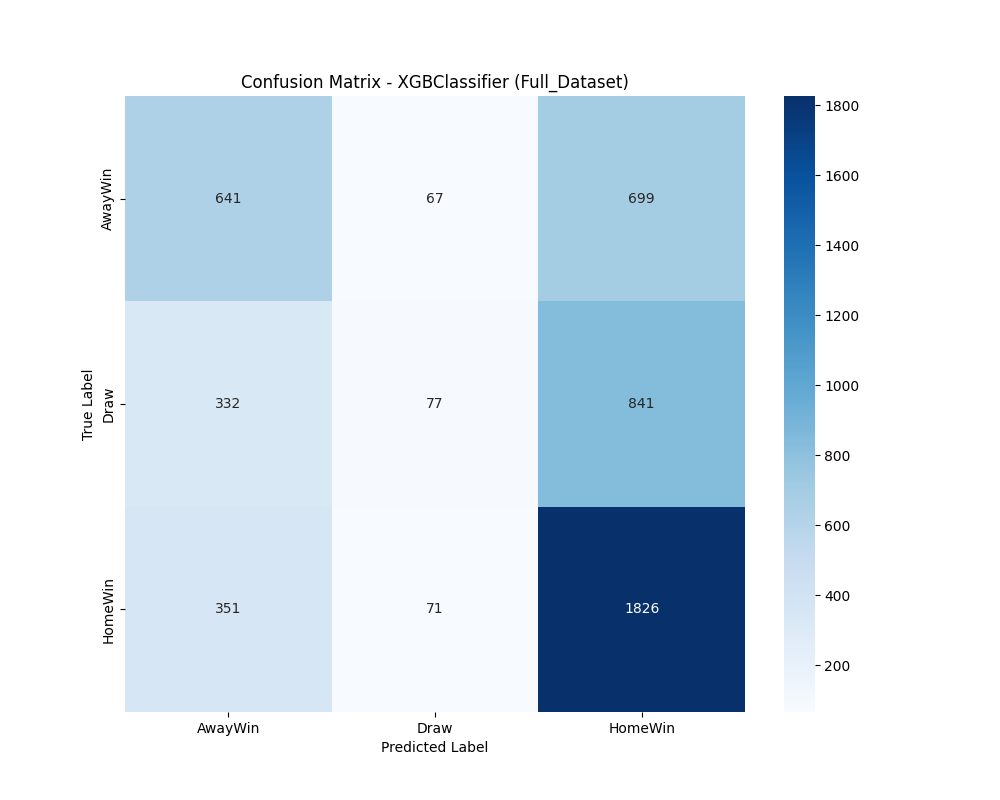 Confusion Matrix - XGBClassifier (Full_Dataset)
AwayWin
641
67
699
Draw
332
77
841
HomeWin
351
71
1826
True Label
AwayWin
Draw
HomeWin
Predicted Label
1800
1600
1400
1200
1000
800
600
400
200